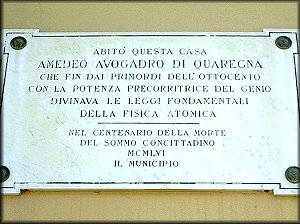 ABITÒ QUESTA CASA
AMEDEO AVOGADRO DI QUAREGNA
CHE FIN DAI PRIMORDI DELL'OTTOCENTO
CON LA POTENZA PRECORRITRICE DEL GENIO
DIVINAVA LE LEGGI FONDAMENTALI
DELLA FISICA ATOMICA
NEL CENTENARIO DELLA MORTE
DEL SOMMO CONCITTADINO
MCMLVI
IL MUNICIPIO